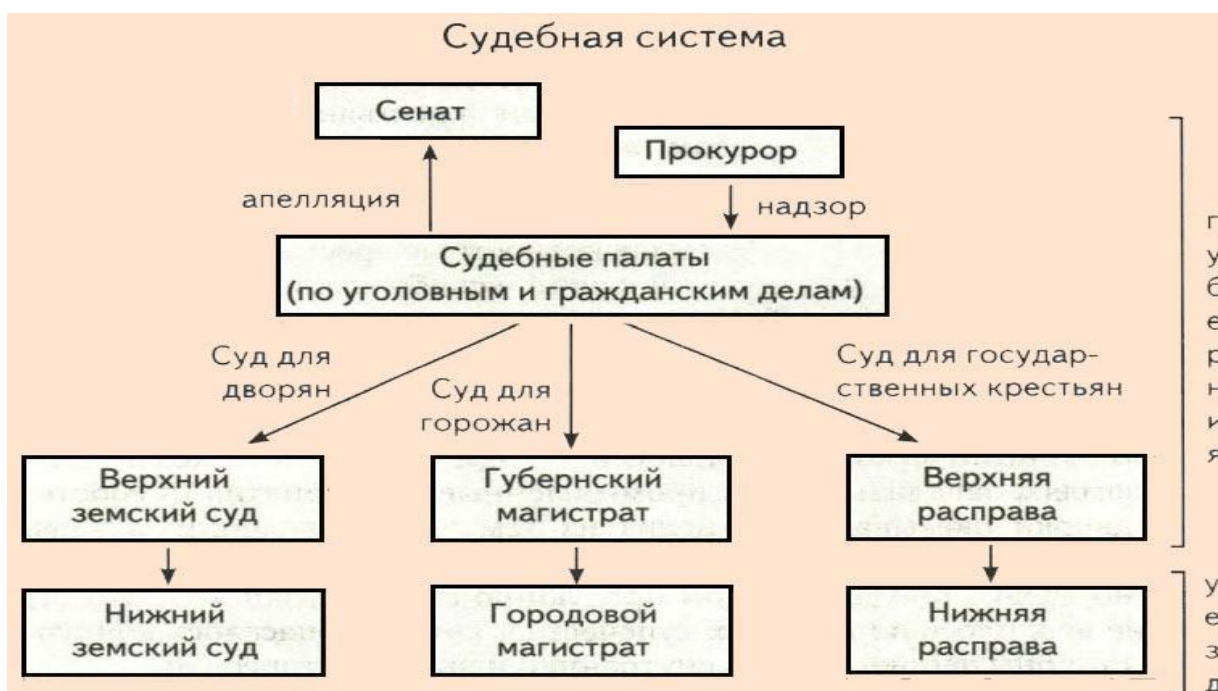 Судебная система
Сенат
Прокурор
апелляция
надзор
Судебные палаты
(по уголовным и гражданским делам)
Суд для
дворян
Суд для
горожан
Суд для государ-
ственных крестьян
Верхний
земский суд
Губернский
магистрат
Верхняя
расправа
Нижний
земский суд
Городовой
магистрат
Нижняя
расправа